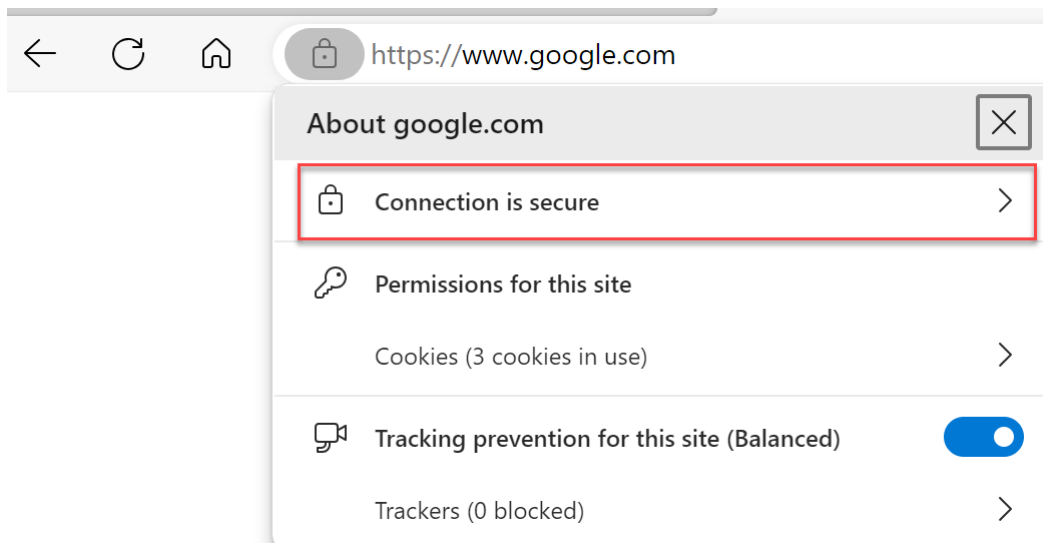 https://www.google.com
About google.com
Connection is secure
Permissions for this site
Cookies (3 cookies in use)
Tracking prevention for this site (Balanced)
Trackers (0 blocked)